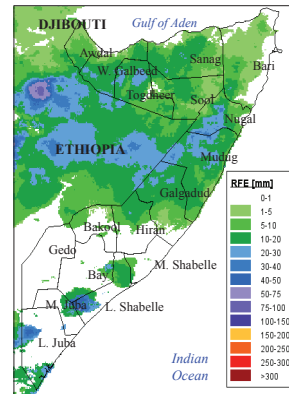 DJIBOUTI
Gulf of Aden
Awdal
W. Galbeed
Sanag
Bari
Togdheer
Sool
Nugal
ETHIOPIA
Mudug
Galgadud
Bakool
Hiran
Gedo
Bay
M. Shabelle
M. Juba
L. Shabelle
L. Juba
Indian
Ocean
RFE [mm]
0-1
1-5
5-10
10-20
20-30
30-40
40-50
50-75
75-100
100-150
150-200
200-250
250-300
>300